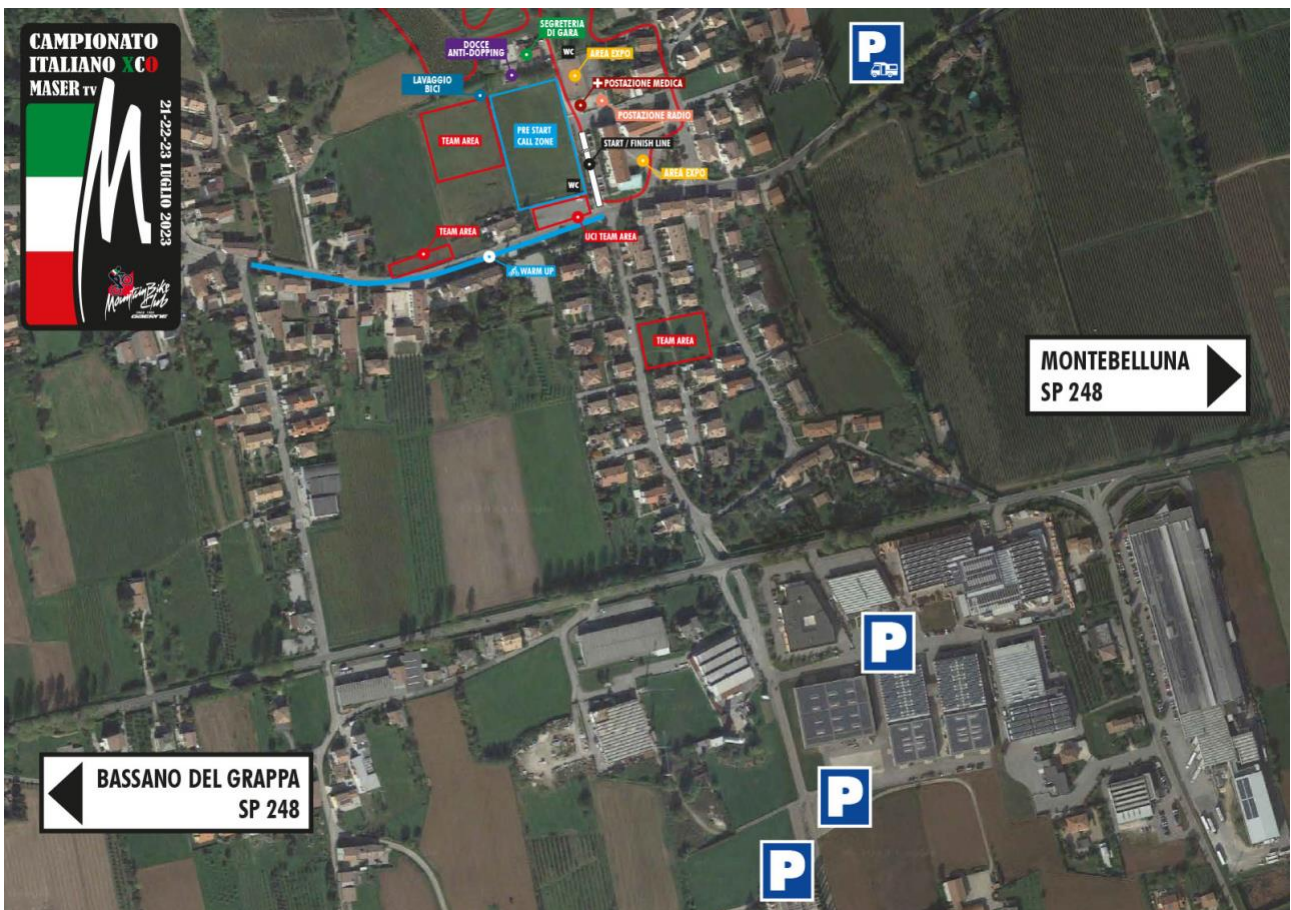 CAMPIONATO
ITALIANO XCO
MASER TV
21-22-23 LUGLIO 2023
M
MountainBike
Club
SEGRETERIA
DI GARA
DOCCE
ANTI-DOPPING
WC
AREA EXPO
LAVAGGIO
BICI
POSTAZIONE MEDICA
POSTAZIONE RADIO
TEAM AREA
PRE START
CALL ZONE
START / FINISH LINE
AREA EXPO
WC
TEAM AREA
UCI TEAM AREA
WARM UP
TEAM AREA
P
MONTEBELLUNA
SP 248
P
BASSANO DEL GRAPPA
SP 248
P
P